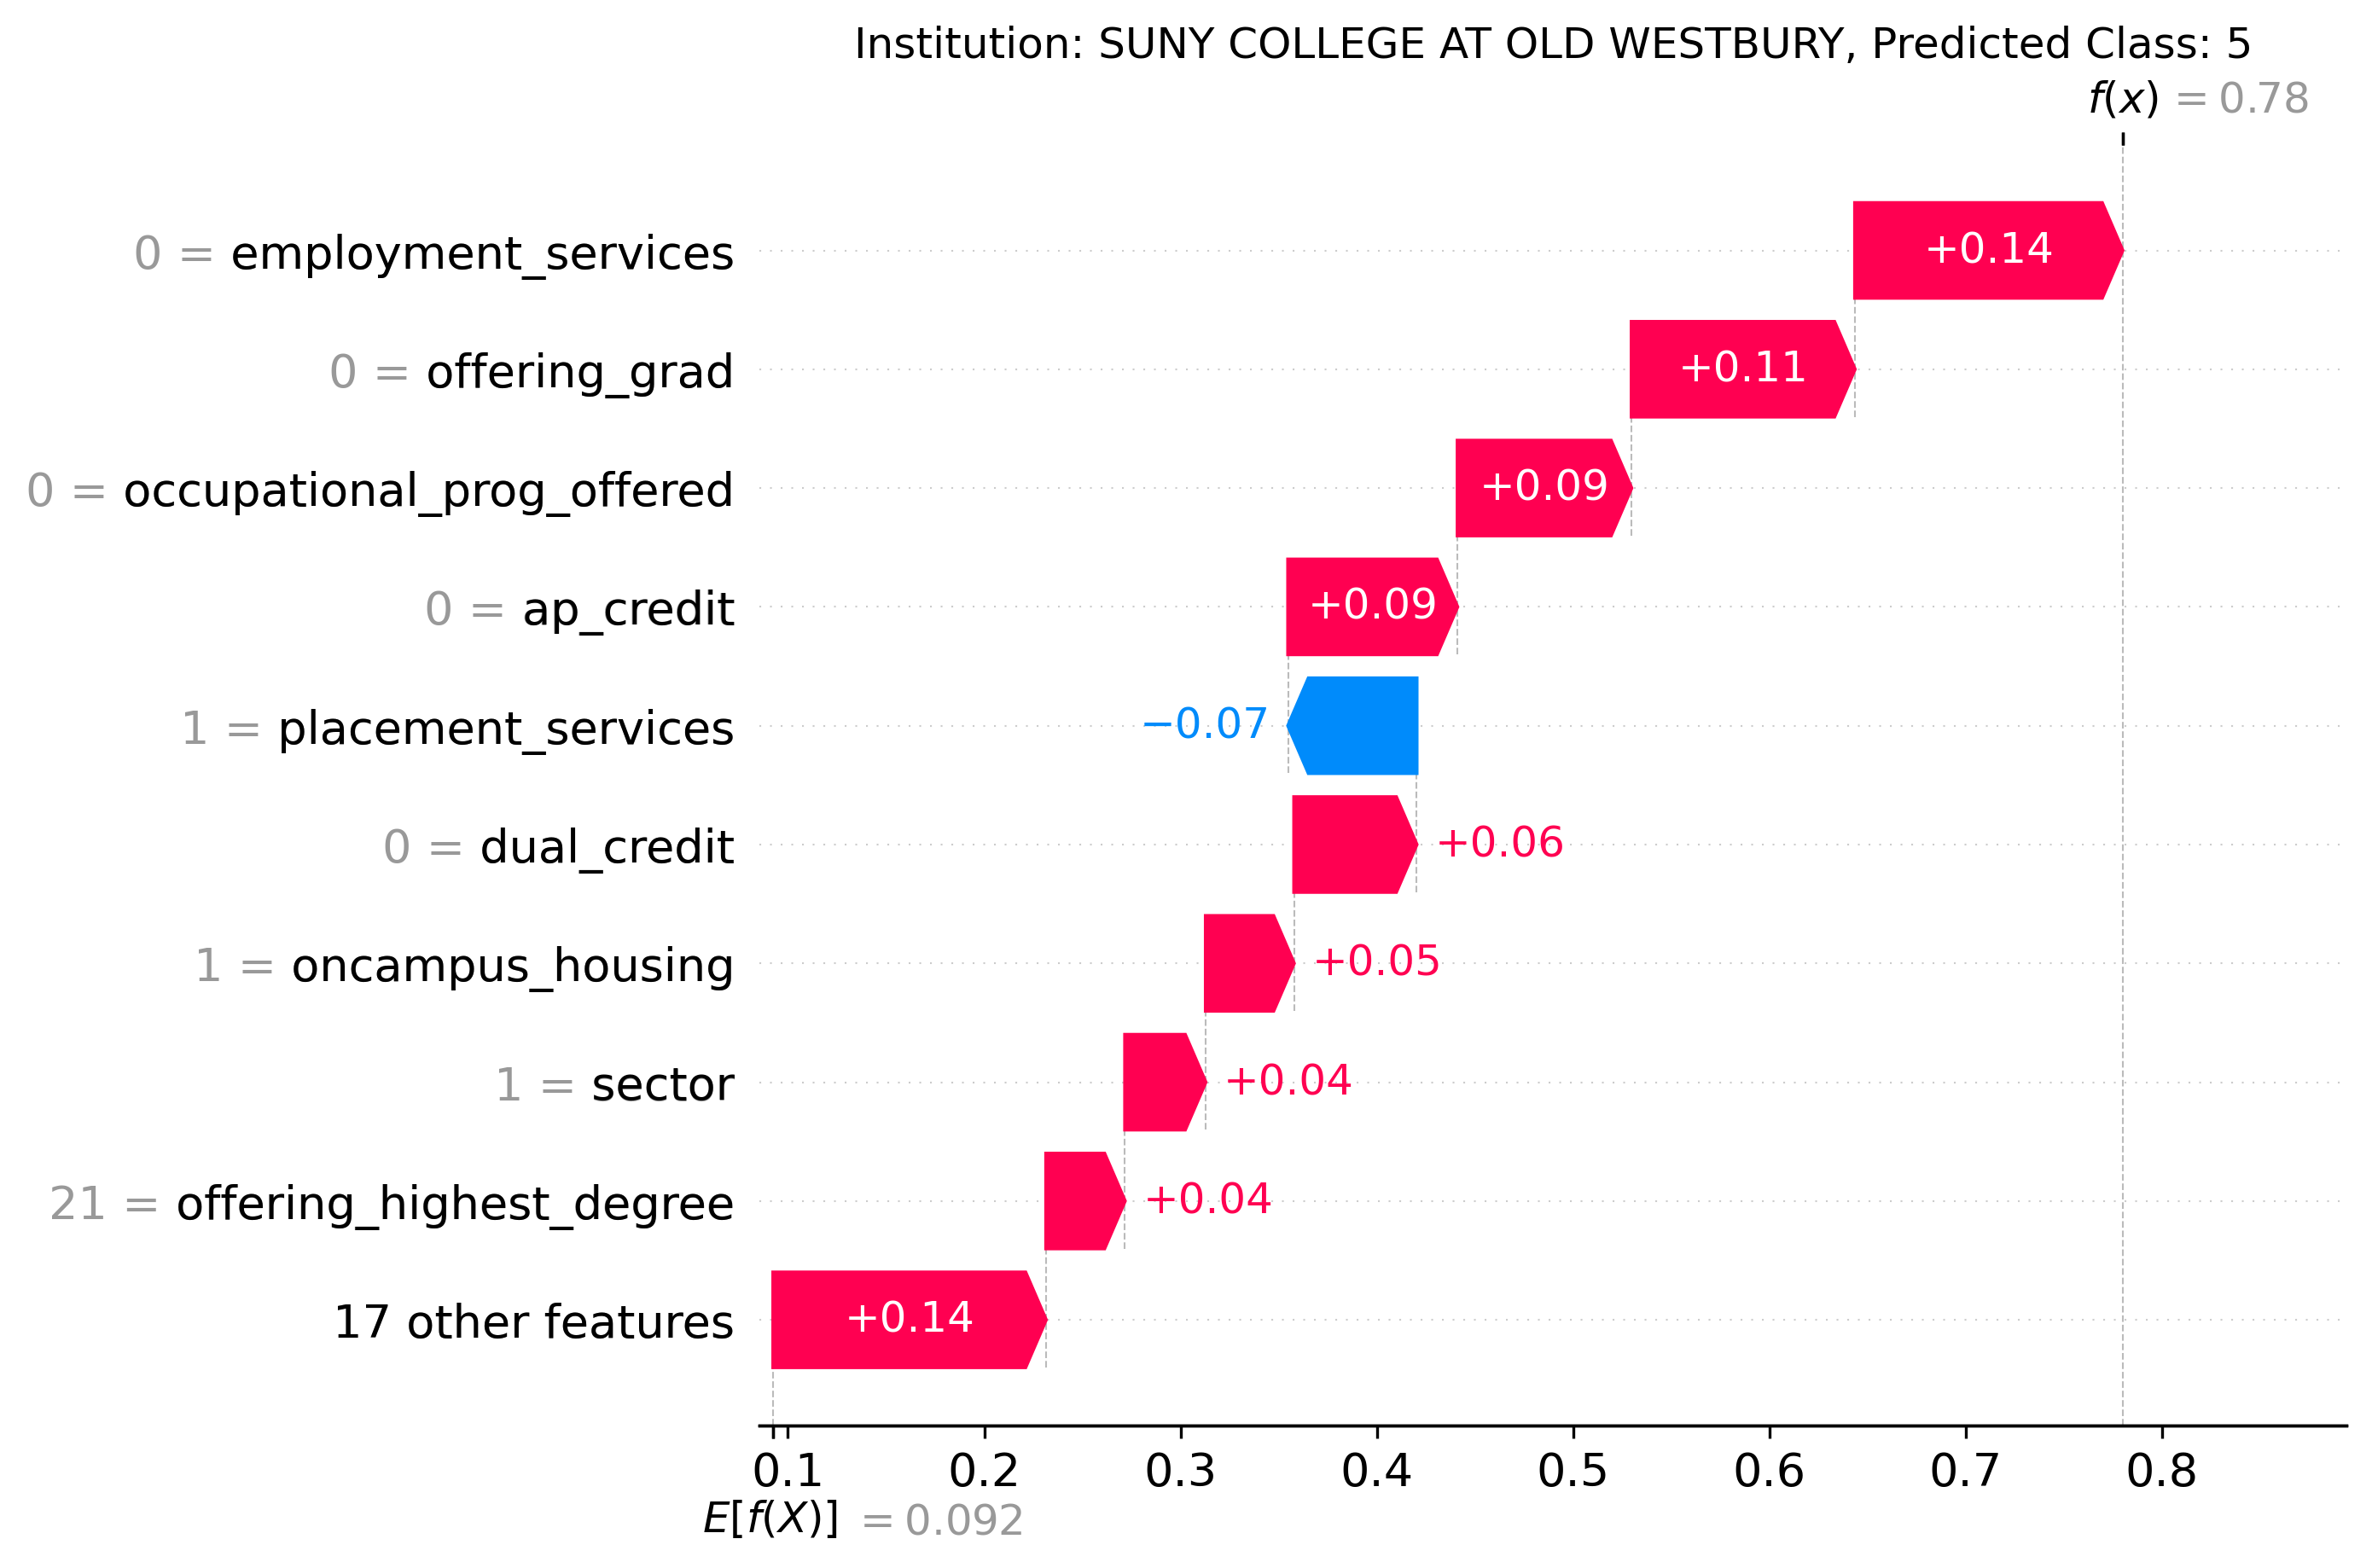 Institution: SUNY COLLEGE AT OLD WESTBURY, Predicted Class: 5
f(x) = 0.78
0 = employment_services +0.14
0 = offering_grad +0.11
0 = occupational_prog_offered +0.09
0 = ap_credit +0.09
1 = placement_services −0.07
0 = dual_credit +0.06
1 = oncampus_housing +0.05
1 = sector +0.04
21 = offering_highest_degree +0.04
17 other features +0.14
0.1 0.2 0.3 0.4 0.5 0.6 0.7 0.8
E[f(X)] = 0.092